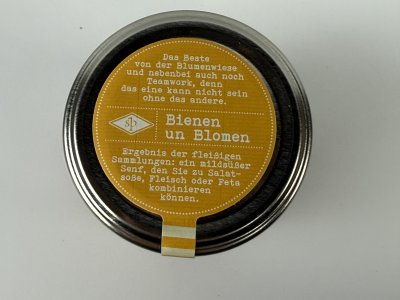 Das Beste
von der Blumenwiese
und nebenbei auch noch
Teamwork, denn
das eine kann nicht sein
ohne das andere.
Bienen
un Blomen
Ergebnis der fleißigen
Sammlungen: ein mildsüßer
Senf, den Sie zu Salat-
soße, Fleisch oder Feta
kombinieren
können.